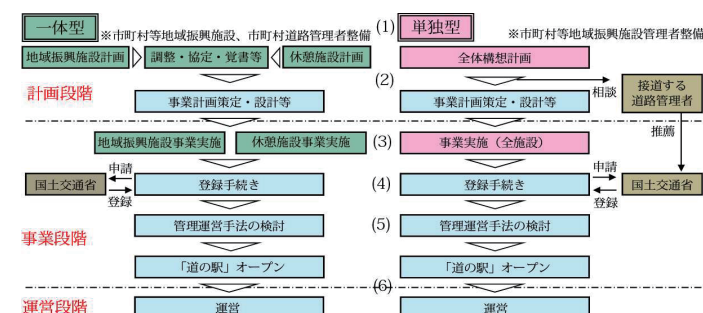 一体型
※市町村等地域振興施設、市町村道路管理者整備
(1)
単独型
※市町村等地域振興施設管理者整備
地域振興施設計画
調整・協定・覚書等
休憩施設計画
全体構想計画
計画段階
(2)
相談
接道する
道路管理者
事業計画策定・設計等
事業計画策定・設計等
推薦
地域振興施設事業実施
休憩施設事業実施
(3)
事業実施（全施設）
国土交通省
申請
登録
登録手続き
(4)
登録手続き
申請
登録
国土交通省
事業段階
管理運営手法の検討
(5)
管理運営手法の検討
「道の駅」オープン
「道の駅」オープン
(6)
運営段階
運営
運営